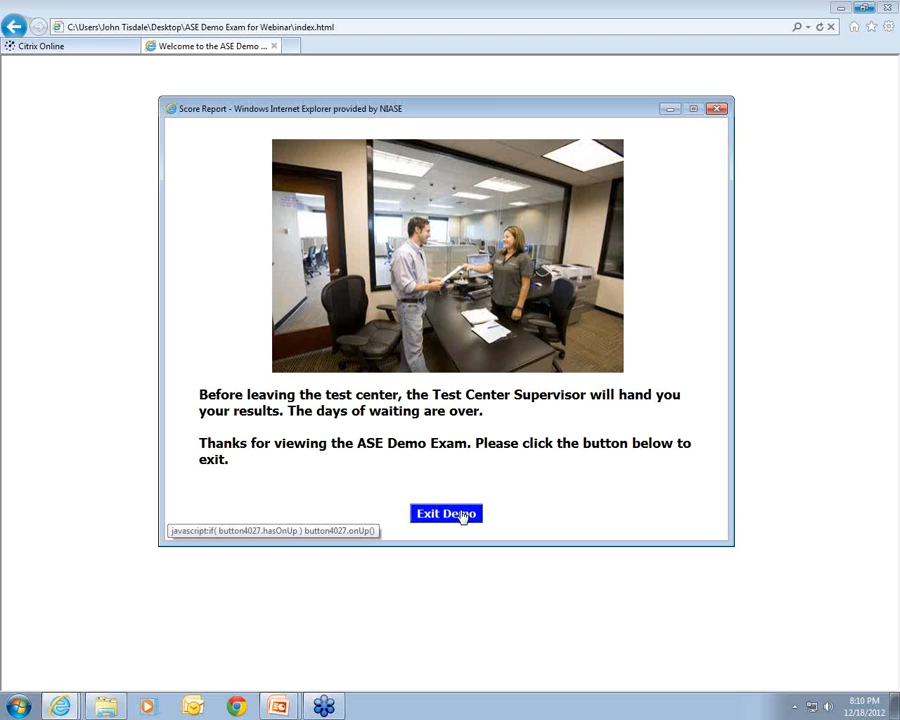 C:\Users\John Tisdale\Desktop\ASE Demo Exam for Webinar\index.html
Citrix Online
Welcome to the ASE Demo ...
Score Report - Windows Internet Explorer provided by NIASE
Before leaving the test center, the Test Center Supervisor will hand you
your results. The days of waiting are over.
Thanks for viewing the ASE Demo Exam. Please click the button below to
exit.
Exit Demo
javascript:if( button4027.hasOnUp ) button4027.onUp()
8:10 PM
12/18/2012